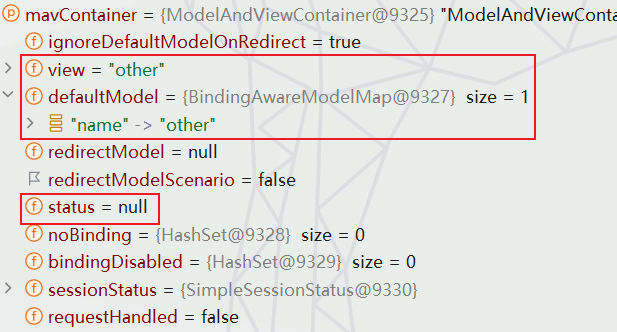 mavContainer = {ModelAndViewContainer@9325} "ModelAndViewConta
ignoreDefaultModelOnRedirect = true
view = "other"
defaultModel = {BindingAwareModelMap@9327} size = 1
"name" -> "other"
redirectModel = null
redirectModelScenario = false
status = null
noBinding = {HashSet@9328} size = 0
bindingDisabled = {HashSet@9329} size = 0
sessionStatus = {SimpleSessionStatus@9330}
requestHandled = false